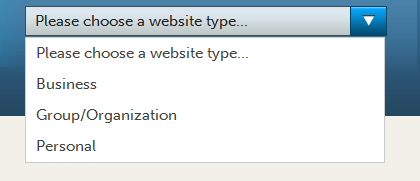 Please choose a website type...
Please choose a website type...
Business
Group/Organization
Personal